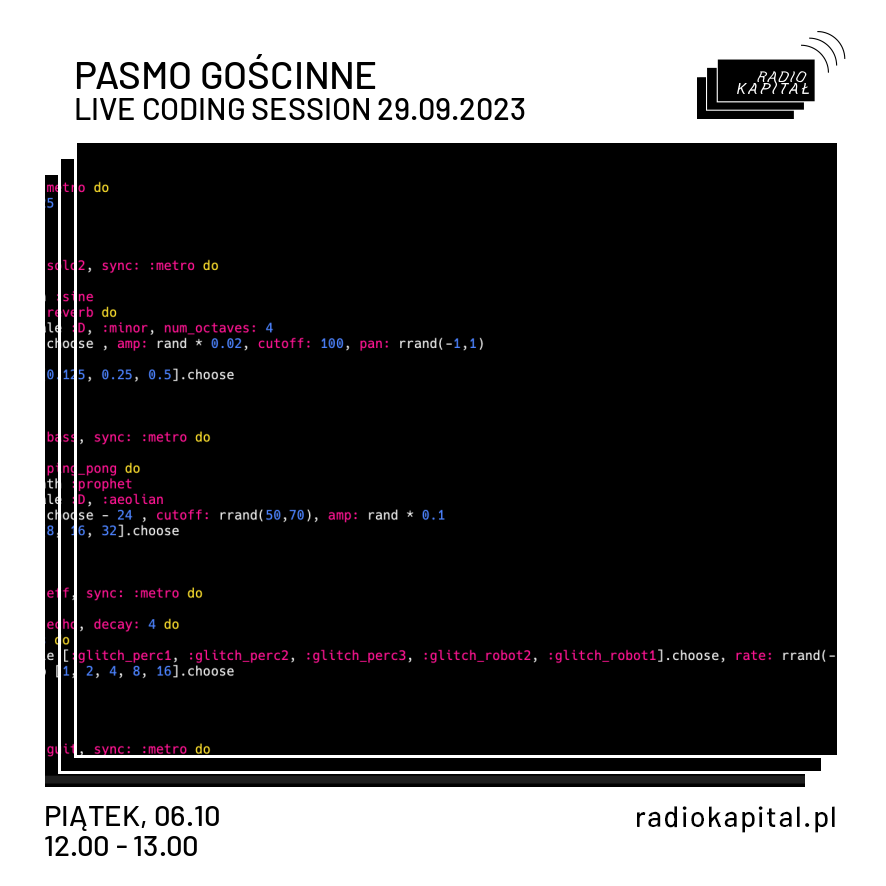 PASMO GOŚCINNE
LIVE CODING SESSION 29.09.2023
RADIO
KAPITAŁ
metro do
5
solo2, sync: :metro do
:sine
reverb do
le :D, :minor, num_octaves: 4
choose , amp: rand * 0.02, cutoff: 100, pan: rrand(-1,1)
0.125, 0.25, 0.5].choose
bass, sync: :metro do
ping_pong do
th :prophet
le :D, :aeolian
choose - 24 , cutoff: rrand(50,70), amp: rand * 0.1
8, 16, 32].choose
eff, sync: :metro do
echo, decay: 4 do
do
e [:glitch_perc1, :glitch_perc2, :glitch_perc3, :glitch_robot2, :glitch_robot1].choose, rate: rrand(-
[1, 2, 4, 8, 16].choose
guit, sync: :metro do
PIĄTEK, 06.10
12.00 - 13.00
radiokapital.pl